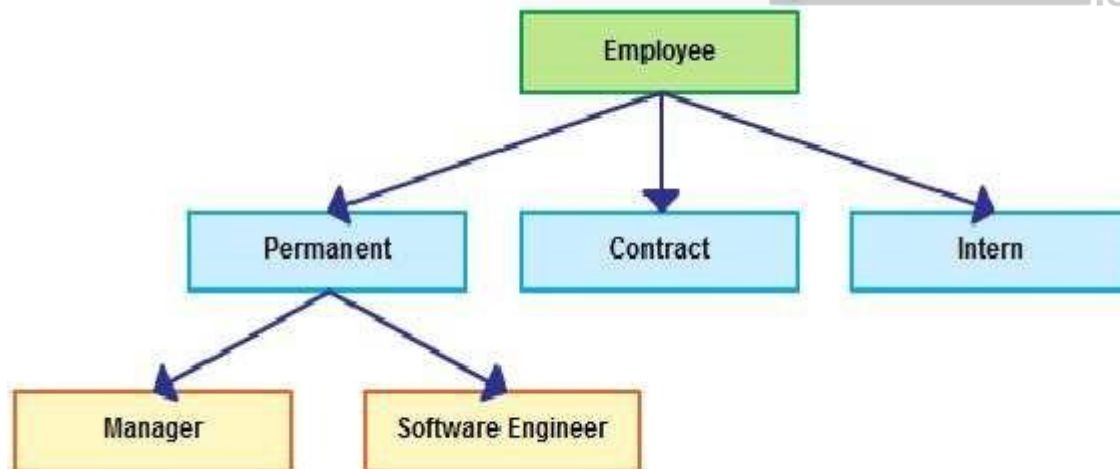 Employee
Permanent
Contract
Intern
Manager
Software Engineer